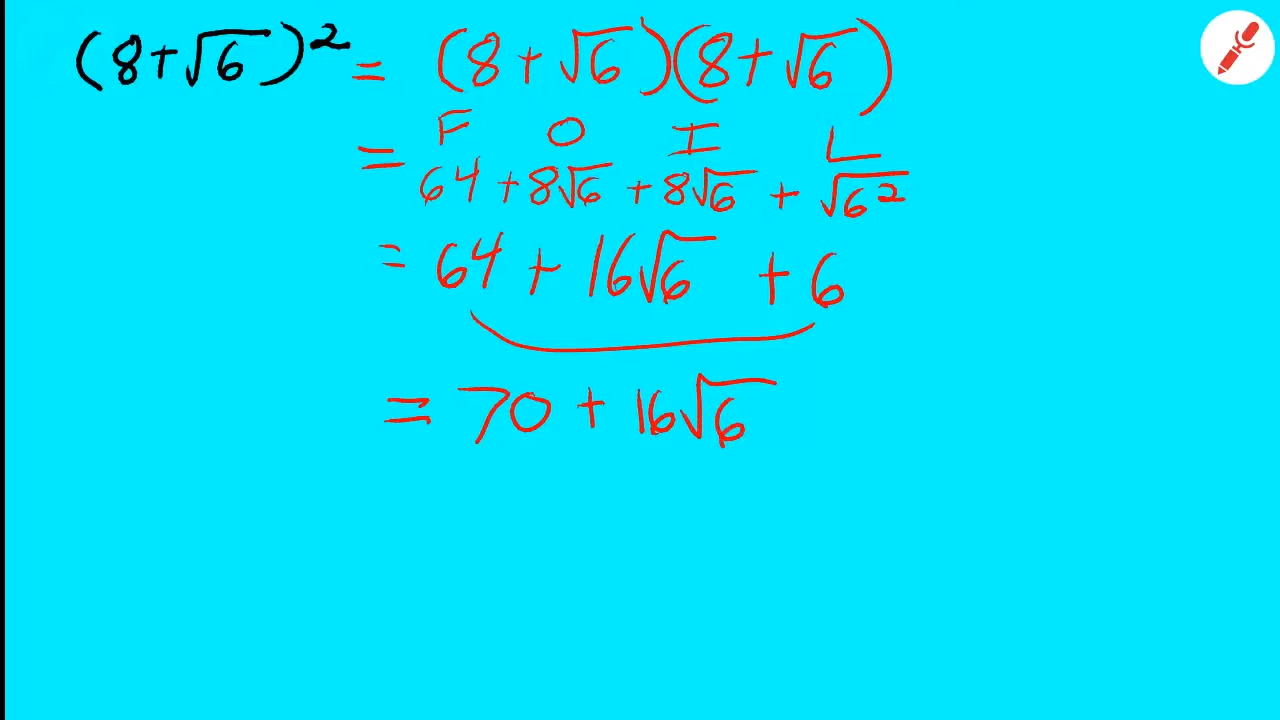 (8+√6)² = (8+√6)(8+√6)
F O I L
= 64+8√6+8√6+√6²
= 64+16√6+6
= 70+16√6